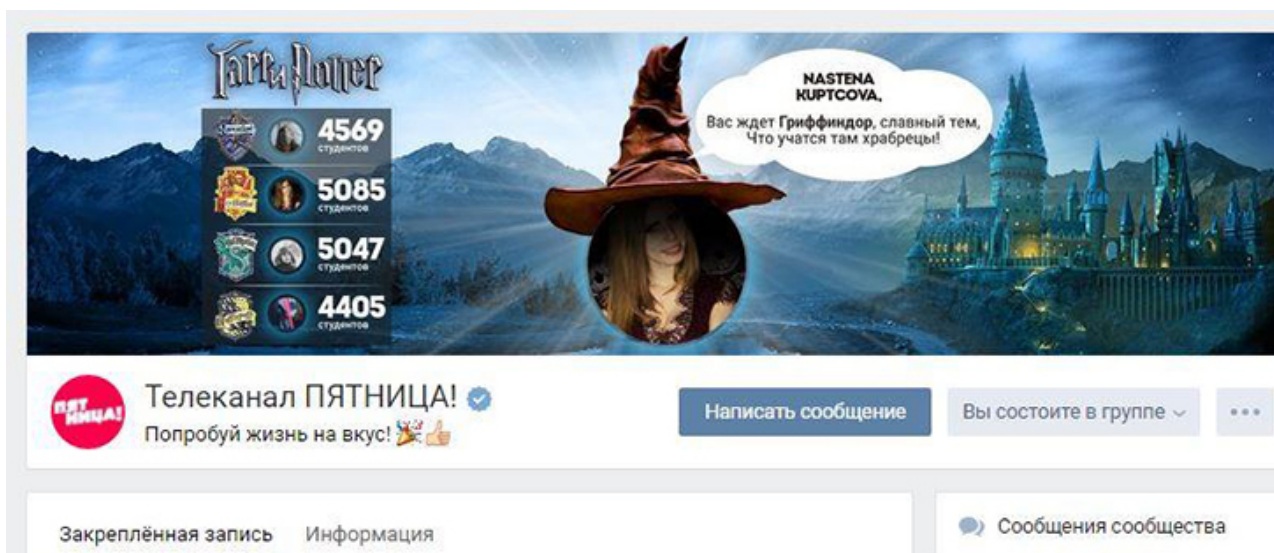 Гарри Поттер
4569
студентов
5085
студентов
5047
студентов
4405
студентов
NASTENA
KUPTCOVA,
Вас ждет Гриффиндор, славный тем,
Что учатся там храбрецы!
ПЯТ
НИЦА!
Телеканал ПЯТНИЦА!
Попробуй жизнь на вкус! 🎉👍
Написать сообщение
Вы состоите в группе
Закреплённая запись Информация
Сообщения сообщества